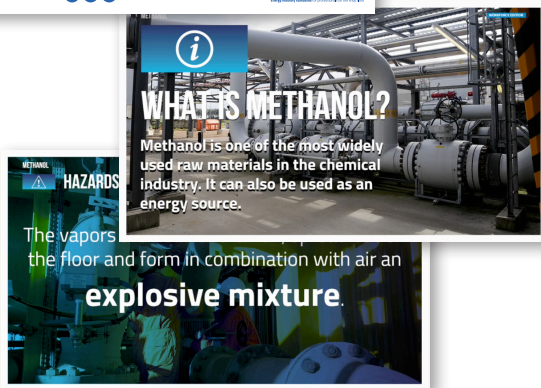 METHANOL
WHAT IS METHANOL?
Methanol is one of the most widely
used raw materials in the chemical
industry. It can also be used as an
energy source.
METHANOL
HAZARDS
The vapors
the floor and form in combination with air an
explosive mixture.